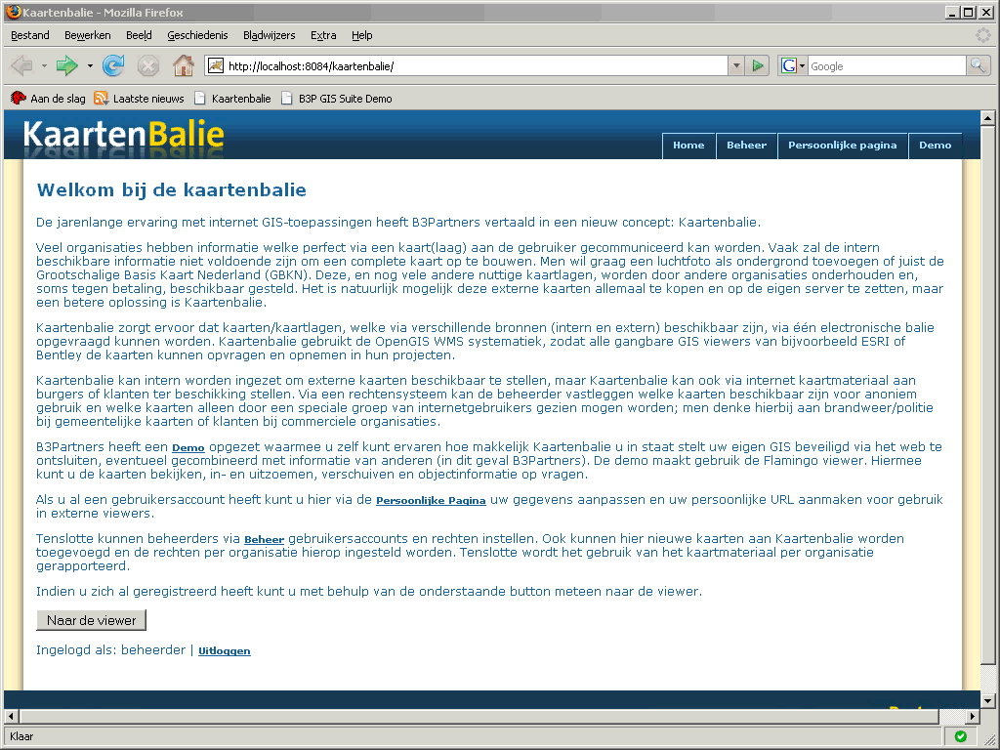 Kaartenbalie - Mozilla Firefox
Bestand Bewerken Beeld Geschiedenis Bladwijzers Extra Help
http://localhost:8084/kaartenbalie/ G Google
Aan de slag Laatste nieuws Kaartenbalie B3P GIS Suite Demo
KaartenBalie
Home Beheer Persoonlijke pagina Demo
Welkom bij de kaartenbalie
De jarenlange ervaring met internet GIS-toepassingen heeft B3Partners vertaald in een nieuw concept: Kaartenbalie.
Veel organisaties hebben informatie welke perfect via een kaart(laag) aan de gebruiker gecommuniceerd kan worden. Vaak zal de intern
beschikbare informatie niet voldoende zijn om een complete kaart op te bouwen. Men wil graag een luchtfoto als ondergrond toevoegen of juist de
Grootschalige Basis Kaart Nederland (GBKN). Deze, en nog vele andere nuttige kaartlagen, worden door andere organisaties onderhouden en,
soms tegen betaling, beschikbaar gesteld. Het is natuurlijk mogelijk deze externe kaarten allemaal te kopen en op de eigen server te zetten, maar
een betere oplossing is Kaartenbalie.
Kaartenbalie zorgt ervoor dat kaarten/kaartlagen, welke via verschillende bronnen (intern en extern) beschikbaar zijn, via één electronische balie
opgevraagd kunnen worden. Kaartenbalie gebruikt de OpenGIS WMS systematiek, zodat alle gangbare GIS viewers van bijvoorbeeld ESRI of
Bentley de kaarten kunnen opvragen en opnemen in hun projecten.
Kaartenbalie kan intern worden ingezet om externe kaarten beschikbaar te stellen, maar Kaartenbalie kan ook via internet kaartmateriaal aan
burgers of klanten ter beschikking stellen. Via een rechtensysteem kan de beheerder vastleggen welke kaarten beschikbaar zijn voor anoniem
gebruik en welke kaarten alleen door een speciale groep van internetgebruikers gezien mogen worden; men denke hierbij aan brandweer/politie
bij gemeentelijke kaarten of klanten bij commerciele organisaties.
B3Partners heeft een Demo opgezet waarmee u zelf kunt ervaren hoe makkelijk Kaartenbalie u in staat stelt uw eigen GIS beveiligd via het web te
ontsluiten, eventueel gecombineerd met informatie van anderen (in dit geval B3Partners). De demo maakt gebruik de Flamingo viewer. Hiermee
kunt u de kaarten bekijken, in- en uitzoemen, verschuiven en objectinformatie op vragen.
Als u al een gebruikersaccount heeft kunt u hier via de Persoonlijke Pagina uw gegevens aanpassen en uw persoonlijke URL aanmaken voor gebruik
in externe viewers.
Tenslotte kunnen beheerders via Beheer gebruikersaccounts en rechten instellen. Ook kunnen hier nieuwe kaarten aan Kaartenbalie worden
toegevoegd en de rechten per organisatie hierop ingesteld worden. Tenslotte wordt het gebruik van het kaartmateriaal per organisatie
gerapporteerd.
Indien u zich al geregistreerd heeft kunt u met behulp van de onderstaande button meteen naar de viewer.
Naar de viewer
Ingelogd als: beheerder | Uitloggen
Klaar